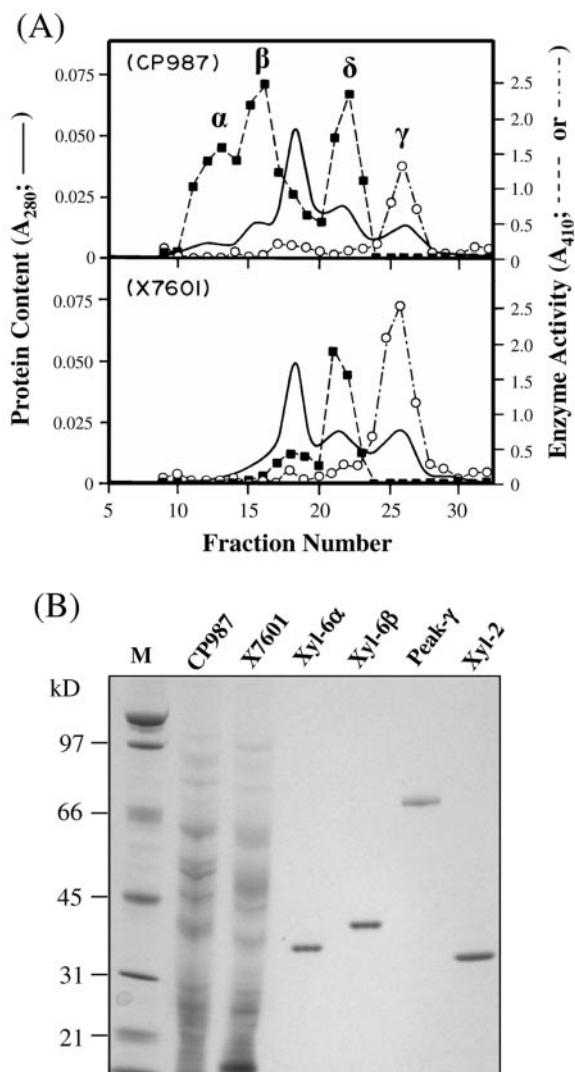 (A)
(CP987)
α
β
δ
γ
0.075
0.050
0.025
0
2.5
2.0
1.5
1.0
0.5
0
(X7601)
0.075
0.050
0.025
0
2.5
2.0
1.5
1.0
0.5
0
5
10
15
20
25
30
Fraction Number
Protein Content (A280; —— )
Enzyme Activity (A410; ---- or -·-·- )
(B)
M
CP987
X7601
Xyl-6α
Xyl-6β
Peak-γ
Xyl-2
kD
97
66
45
31
21